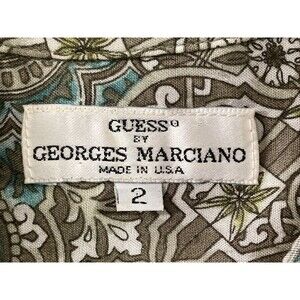 GUESS®
BY
GEORGES MARCIANO
MADE IN U.S.A
2